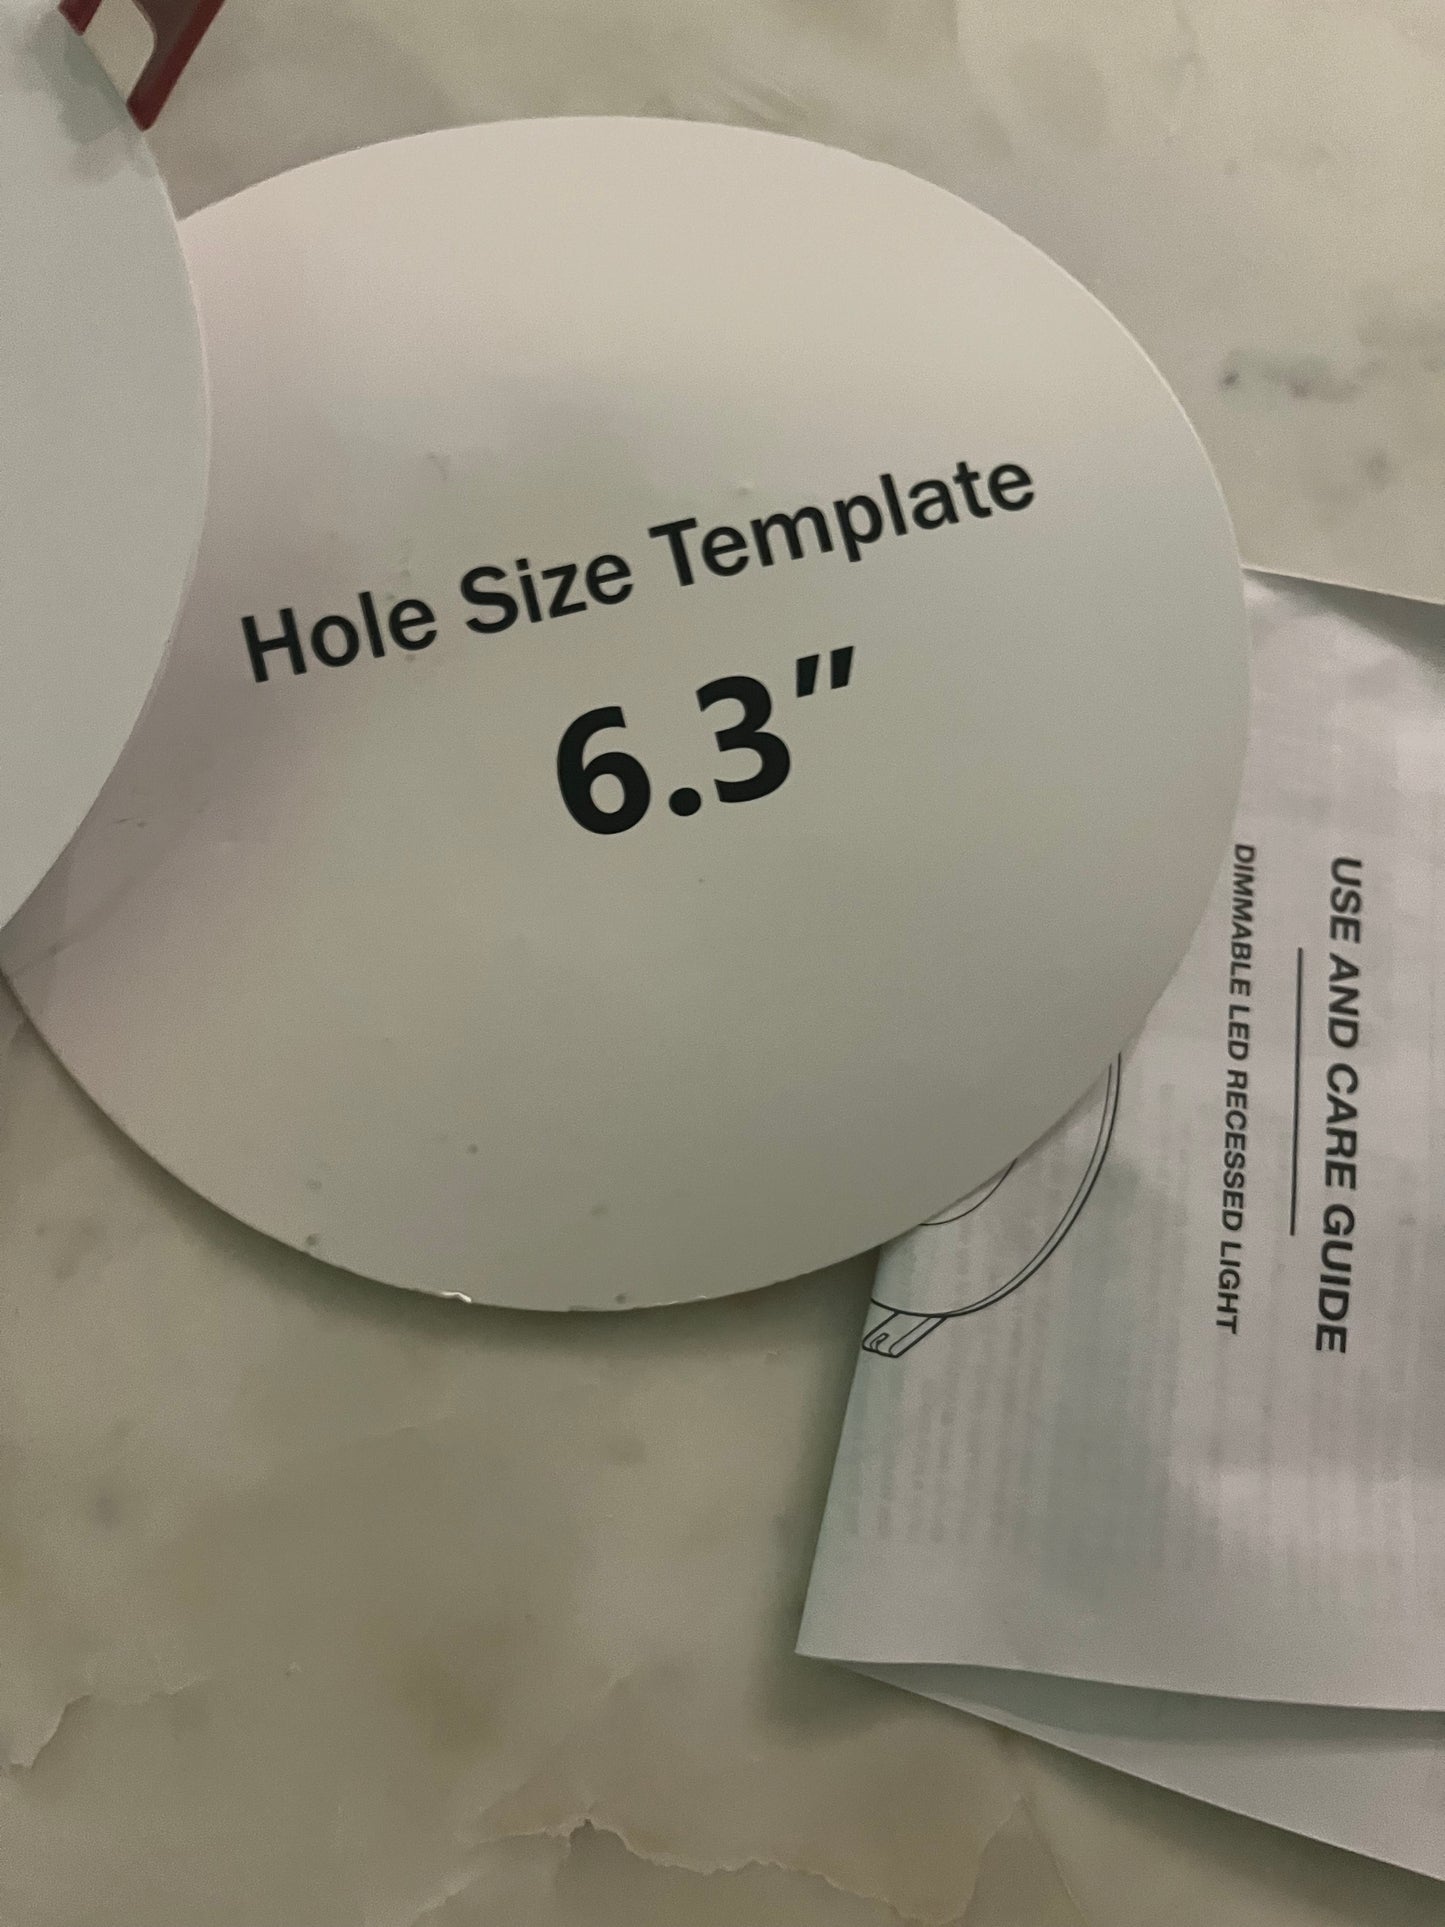 Hole Size Template
6.3"
USE AND CARE GUIDE
DIMMABLE LED RECESSED LIGHT